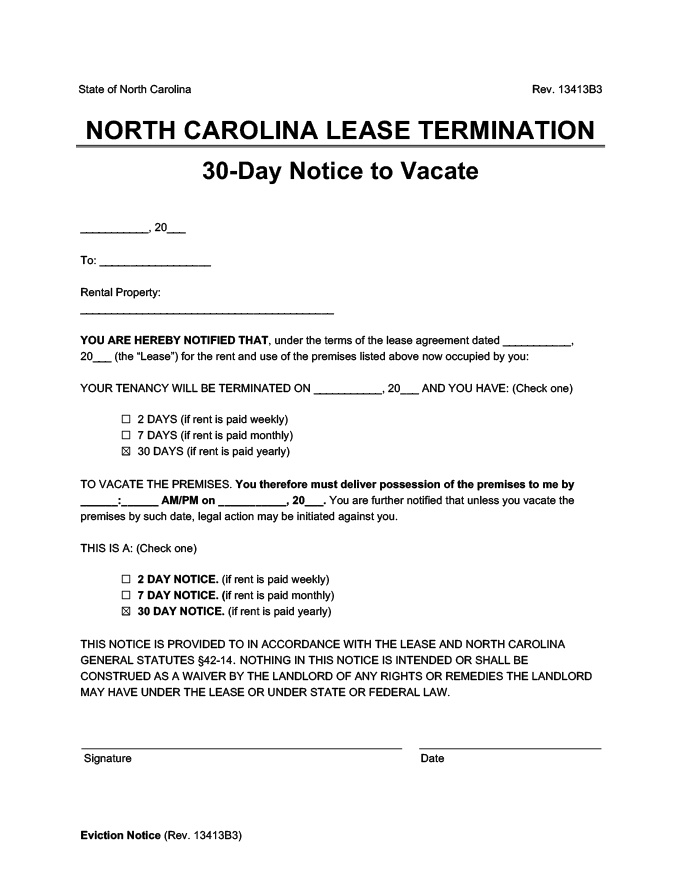 State of North Carolina Rev. 13413B3
NORTH CAROLINA LEASE TERMINATION
30-Day Notice to Vacate
___________, 20___
To: __________________
Rental Property:
_________________________________________
YOU ARE HEREBY NOTIFIED THAT, under the terms of the lease agreement dated ___________,
20___ (the “Lease”) for the rent and use of the premises listed above now occupied by you:
YOUR TENANCY WILL BE TERMINATED ON ___________, 20___ AND YOU HAVE: (Check one)
☐ 2 DAYS (if rent is paid weekly)
☐ 7 DAYS (if rent is paid monthly)
☒ 30 DAYS (if rent is paid yearly)
TO VACATE THE PREMISES. You therefore must deliver possession of the premises to me by
______:______ AM/PM on ___________, 20___. You are further notified that unless you vacate the
premises by such date, legal action may be initiated against you.
THIS IS A: (Check one)
☐ 2 DAY NOTICE. (if rent is paid weekly)
☐ 7 DAY NOTICE. (if rent is paid monthly)
☒ 30 DAY NOTICE. (if rent is paid yearly)
THIS NOTICE IS PROVIDED TO IN ACCORDANCE WITH THE LEASE AND NORTH CAROLINA
GENERAL STATUTES §42-14. NOTHING IN THIS NOTICE IS INTENDED OR SHALL BE
CONSTRUED AS A WAIVER BY THE LANDLORD OF ANY RIGHTS OR REMEDIES THE LANDLORD
MAY HAVE UNDER THE LEASE OR UNDER STATE OR FEDERAL LAW.
Signature Date
Eviction Notice (Rev. 13413B3)